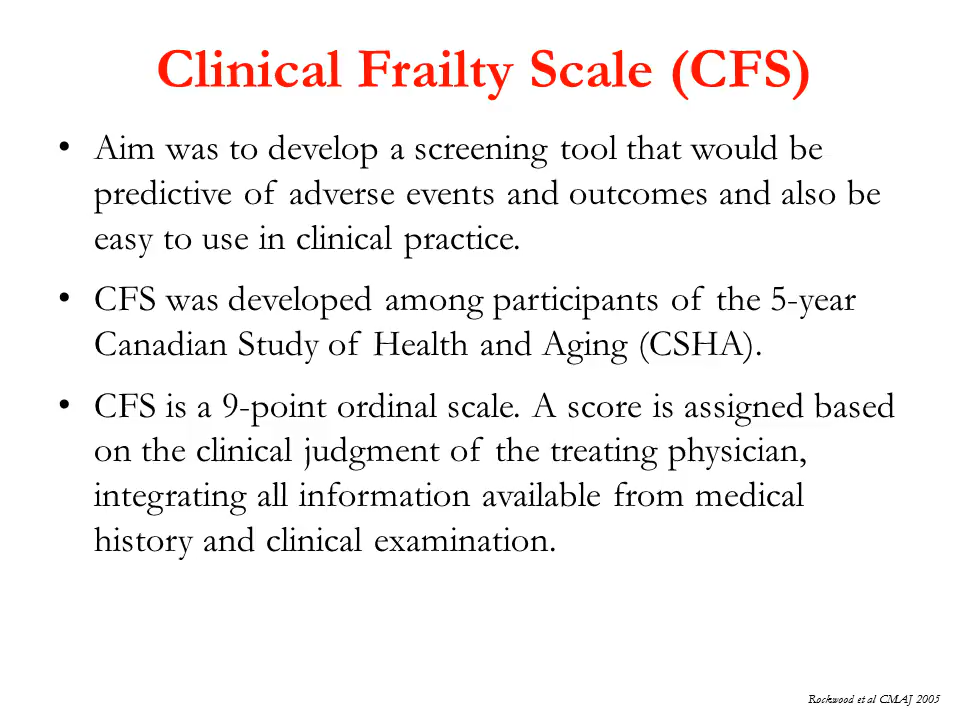 Clinical Frailty Scale (CFS)
• Aim was to develop a screening tool that would be
predictive of adverse events and outcomes and also be
easy to use in clinical practice.
• CFS was developed among participants of the 5-year
Canadian Study of Health and Aging (CSHA).
• CFS is a 9-point ordinal scale. A score is assigned based
on the clinical judgment of the treating physician,
integrating all information available from medical
history and clinical examination.
Rockwood et al CMAJ 2005